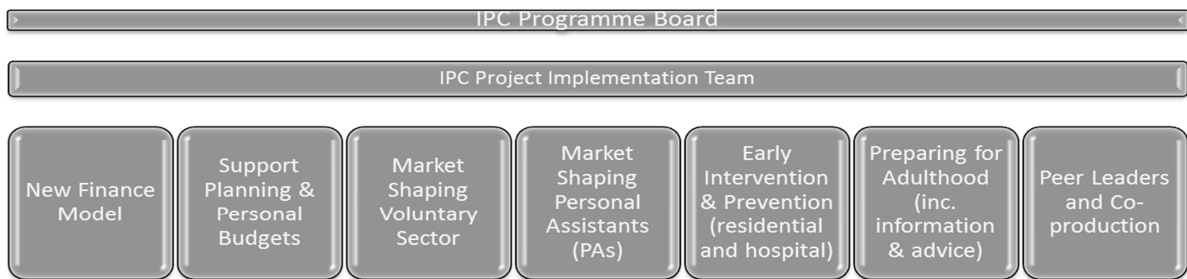 IPC Programme Board
IPC Project Implementation Team
New Finance
Model
Support
Planning &
Personal
Budgets
Market
Shaping
Voluntary
Sector
Market
Shaping
Personal
Assistants
(PAs)
Early
Intervention
& Prevention
(residential
and hospital)
Preparing for
Adulthood
(inc.
information
& advice)
Peer Leaders
and Co-
production